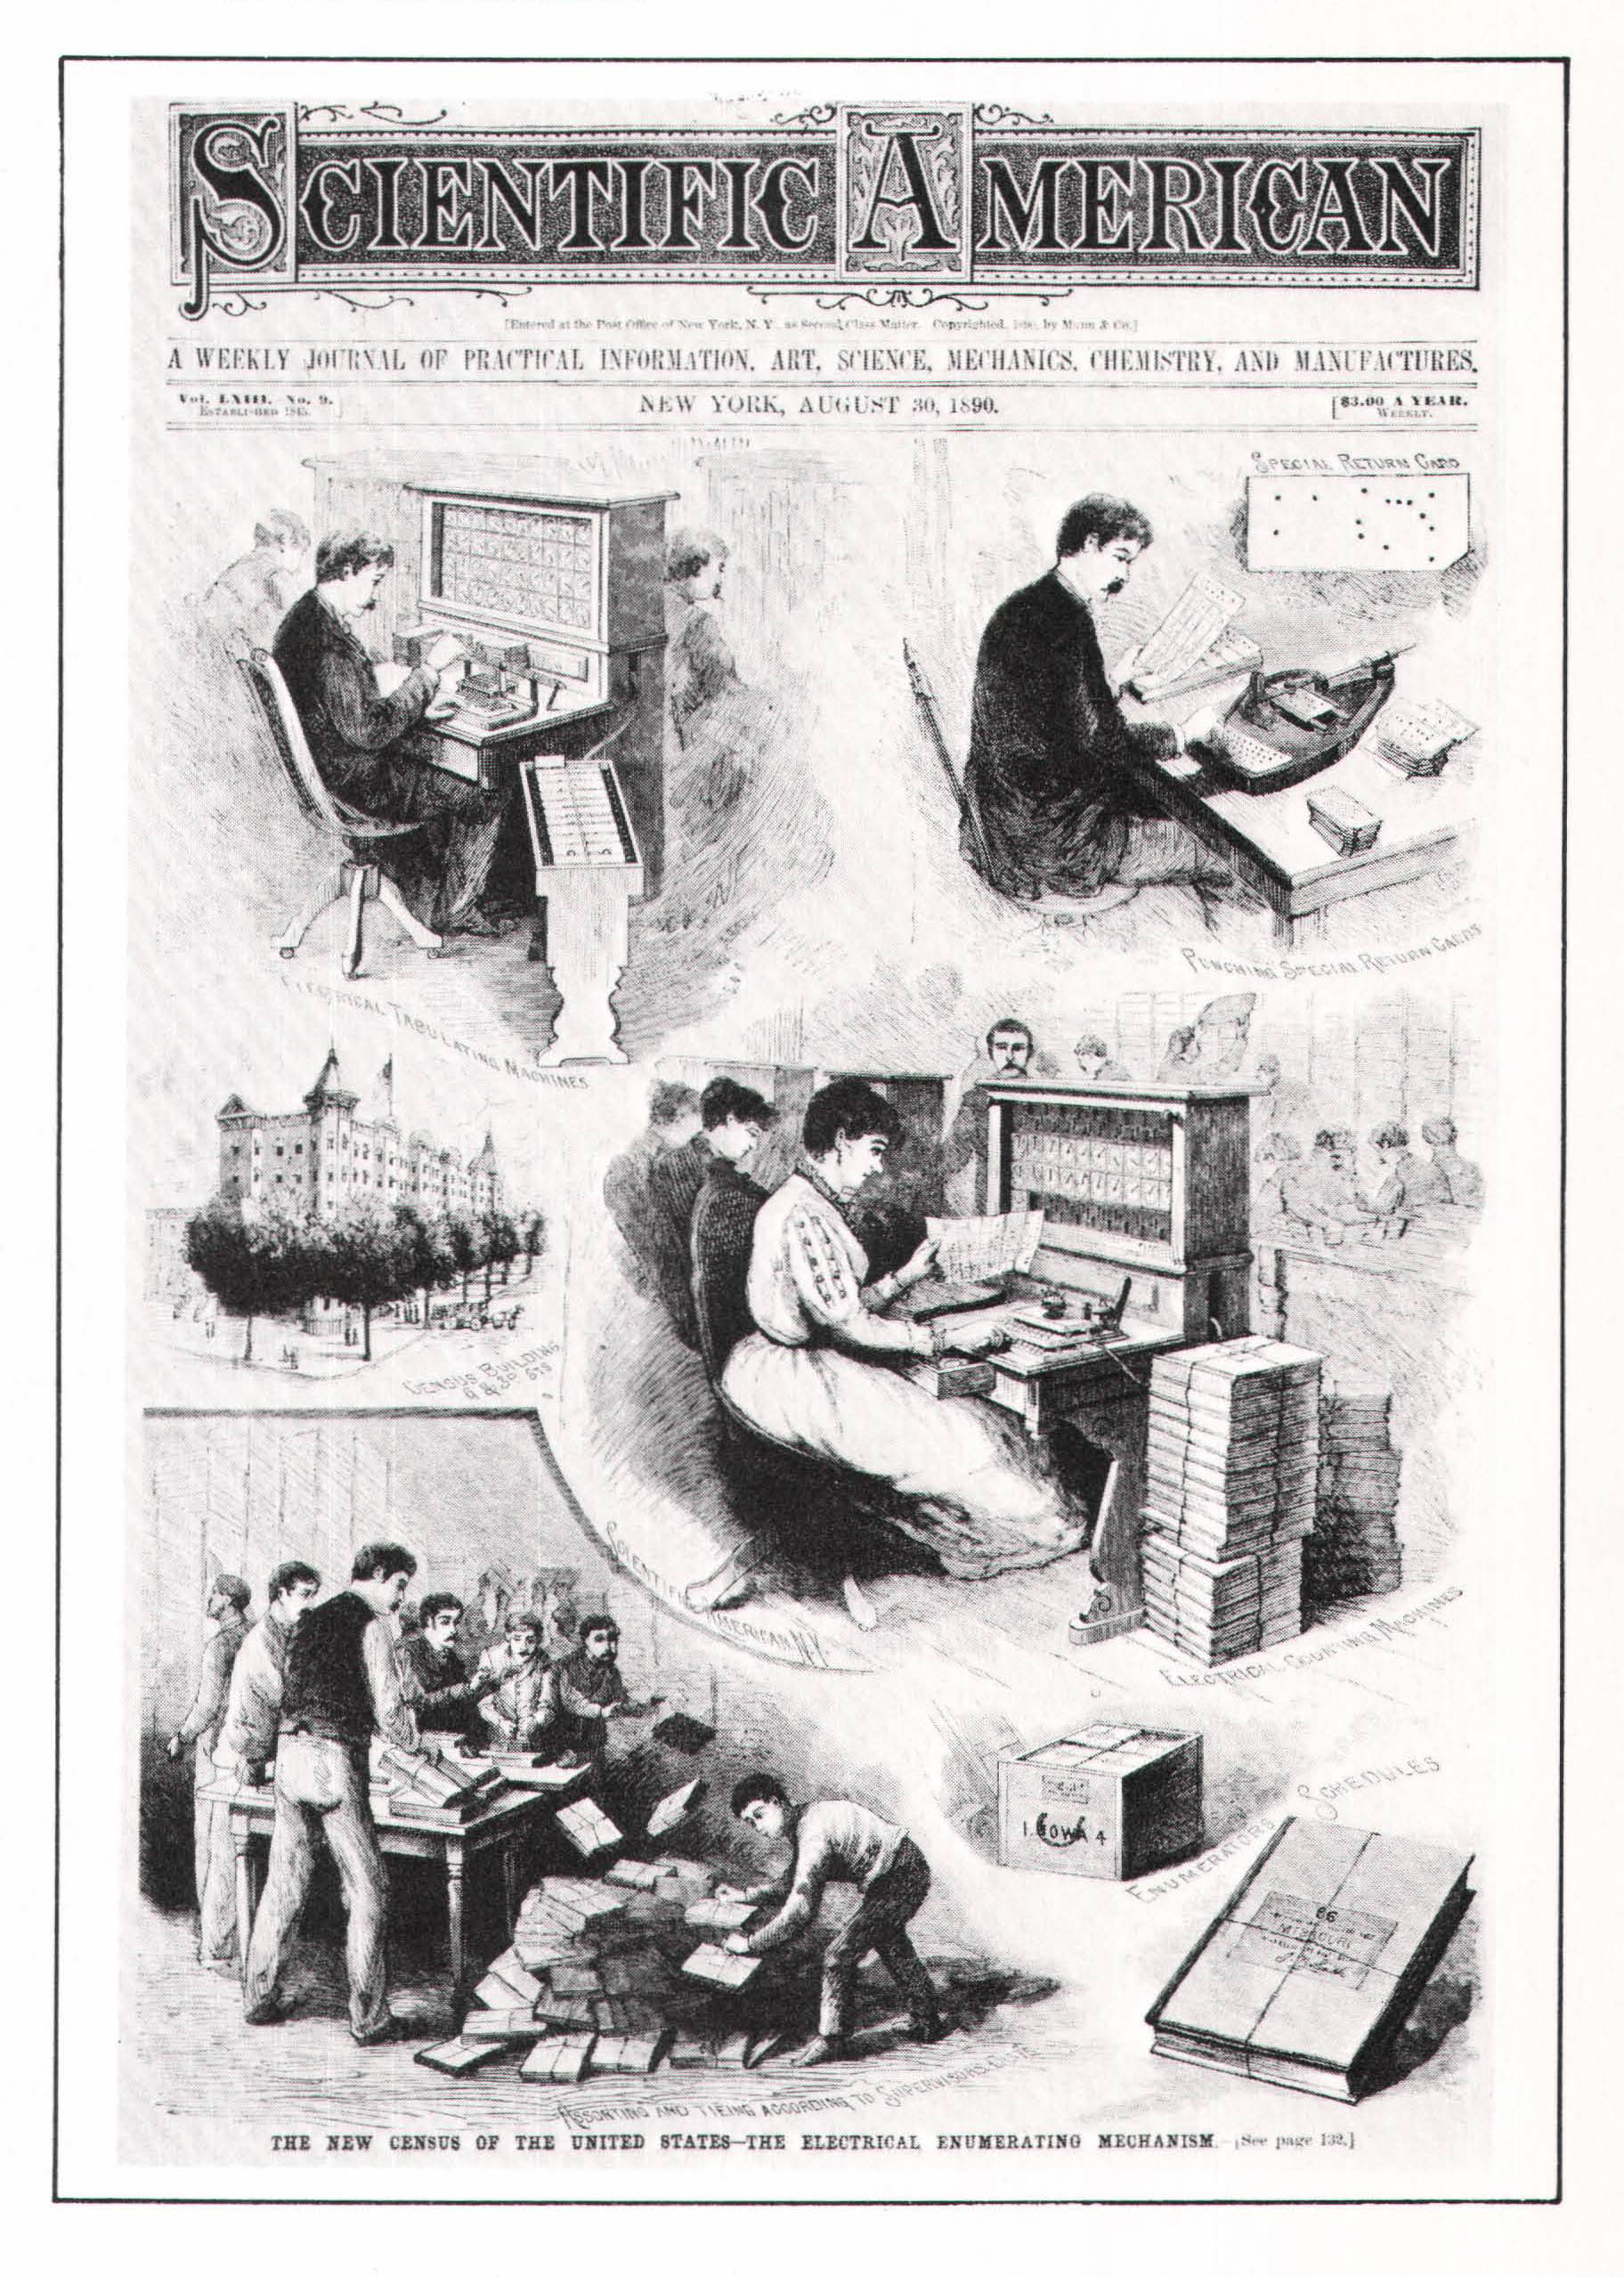 SCIENTIFIC AMERICAN
[Entered at the Post Office of New York, N. Y., as Second Class Matter. Copyrighted, by Munn & Co.]
A WEEKLY JOURNAL OF PRACTICAL INFORMATION, ART, SCIENCE, MECHANICS, CHEMISTRY, AND MANUFACTURES.
Vol. LXIII. No. 9.
ESTABLISHED 1845.
NEW YORK, AUGUST 30, 1890.
[$3.00 A YEAR.
WEEKLY.
SPECIAL RETURN CARD
PUNCHING SPECIAL RETURN CARDS
ELECTRICAL TABULATING MACHINES
CENSUS BUILDING
STS
SCIENTIFIC AMERICAN N.Y.
ELECTRICAL COUNTING MACHINES
IOWA 4
ENUMERATORS SCHEDULES
66
MISSOURI
ASSORTING AND TIEING ACCORDING TO SUPERVISORS
THE NEW CENSUS OF THE UNITED STATES—THE ELECTRICAL ENUMERATING MECHANISM.—[See page 132.]